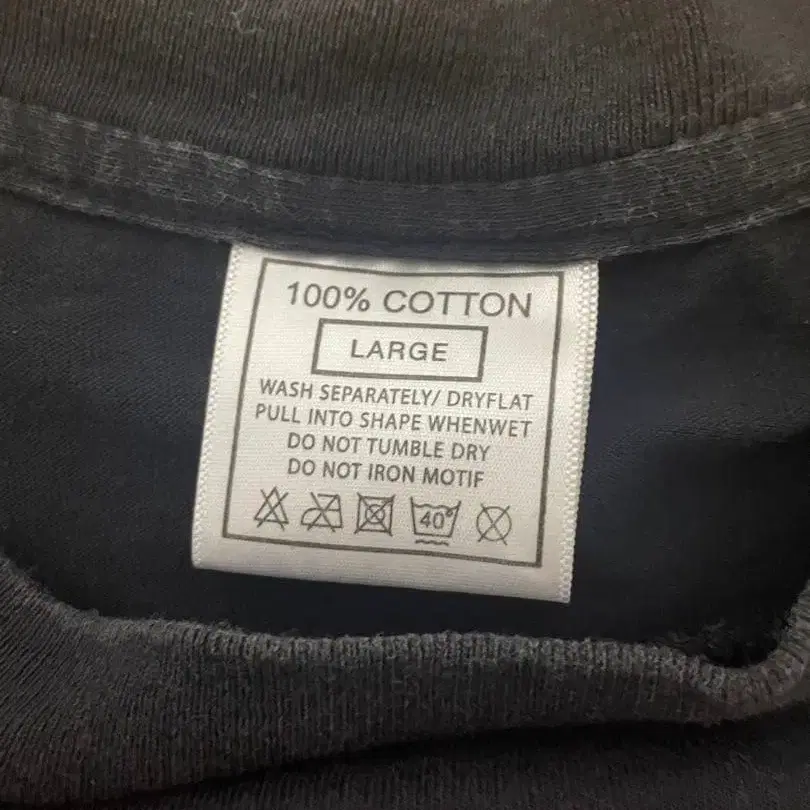 100% COTTON
LARGE
WASH SEPARATELY/ DRYFLAT
PULL INTO SHAPE WHENWET
DO NOT TUMBLE DRY
DO NOT IRON MOTIF
40°